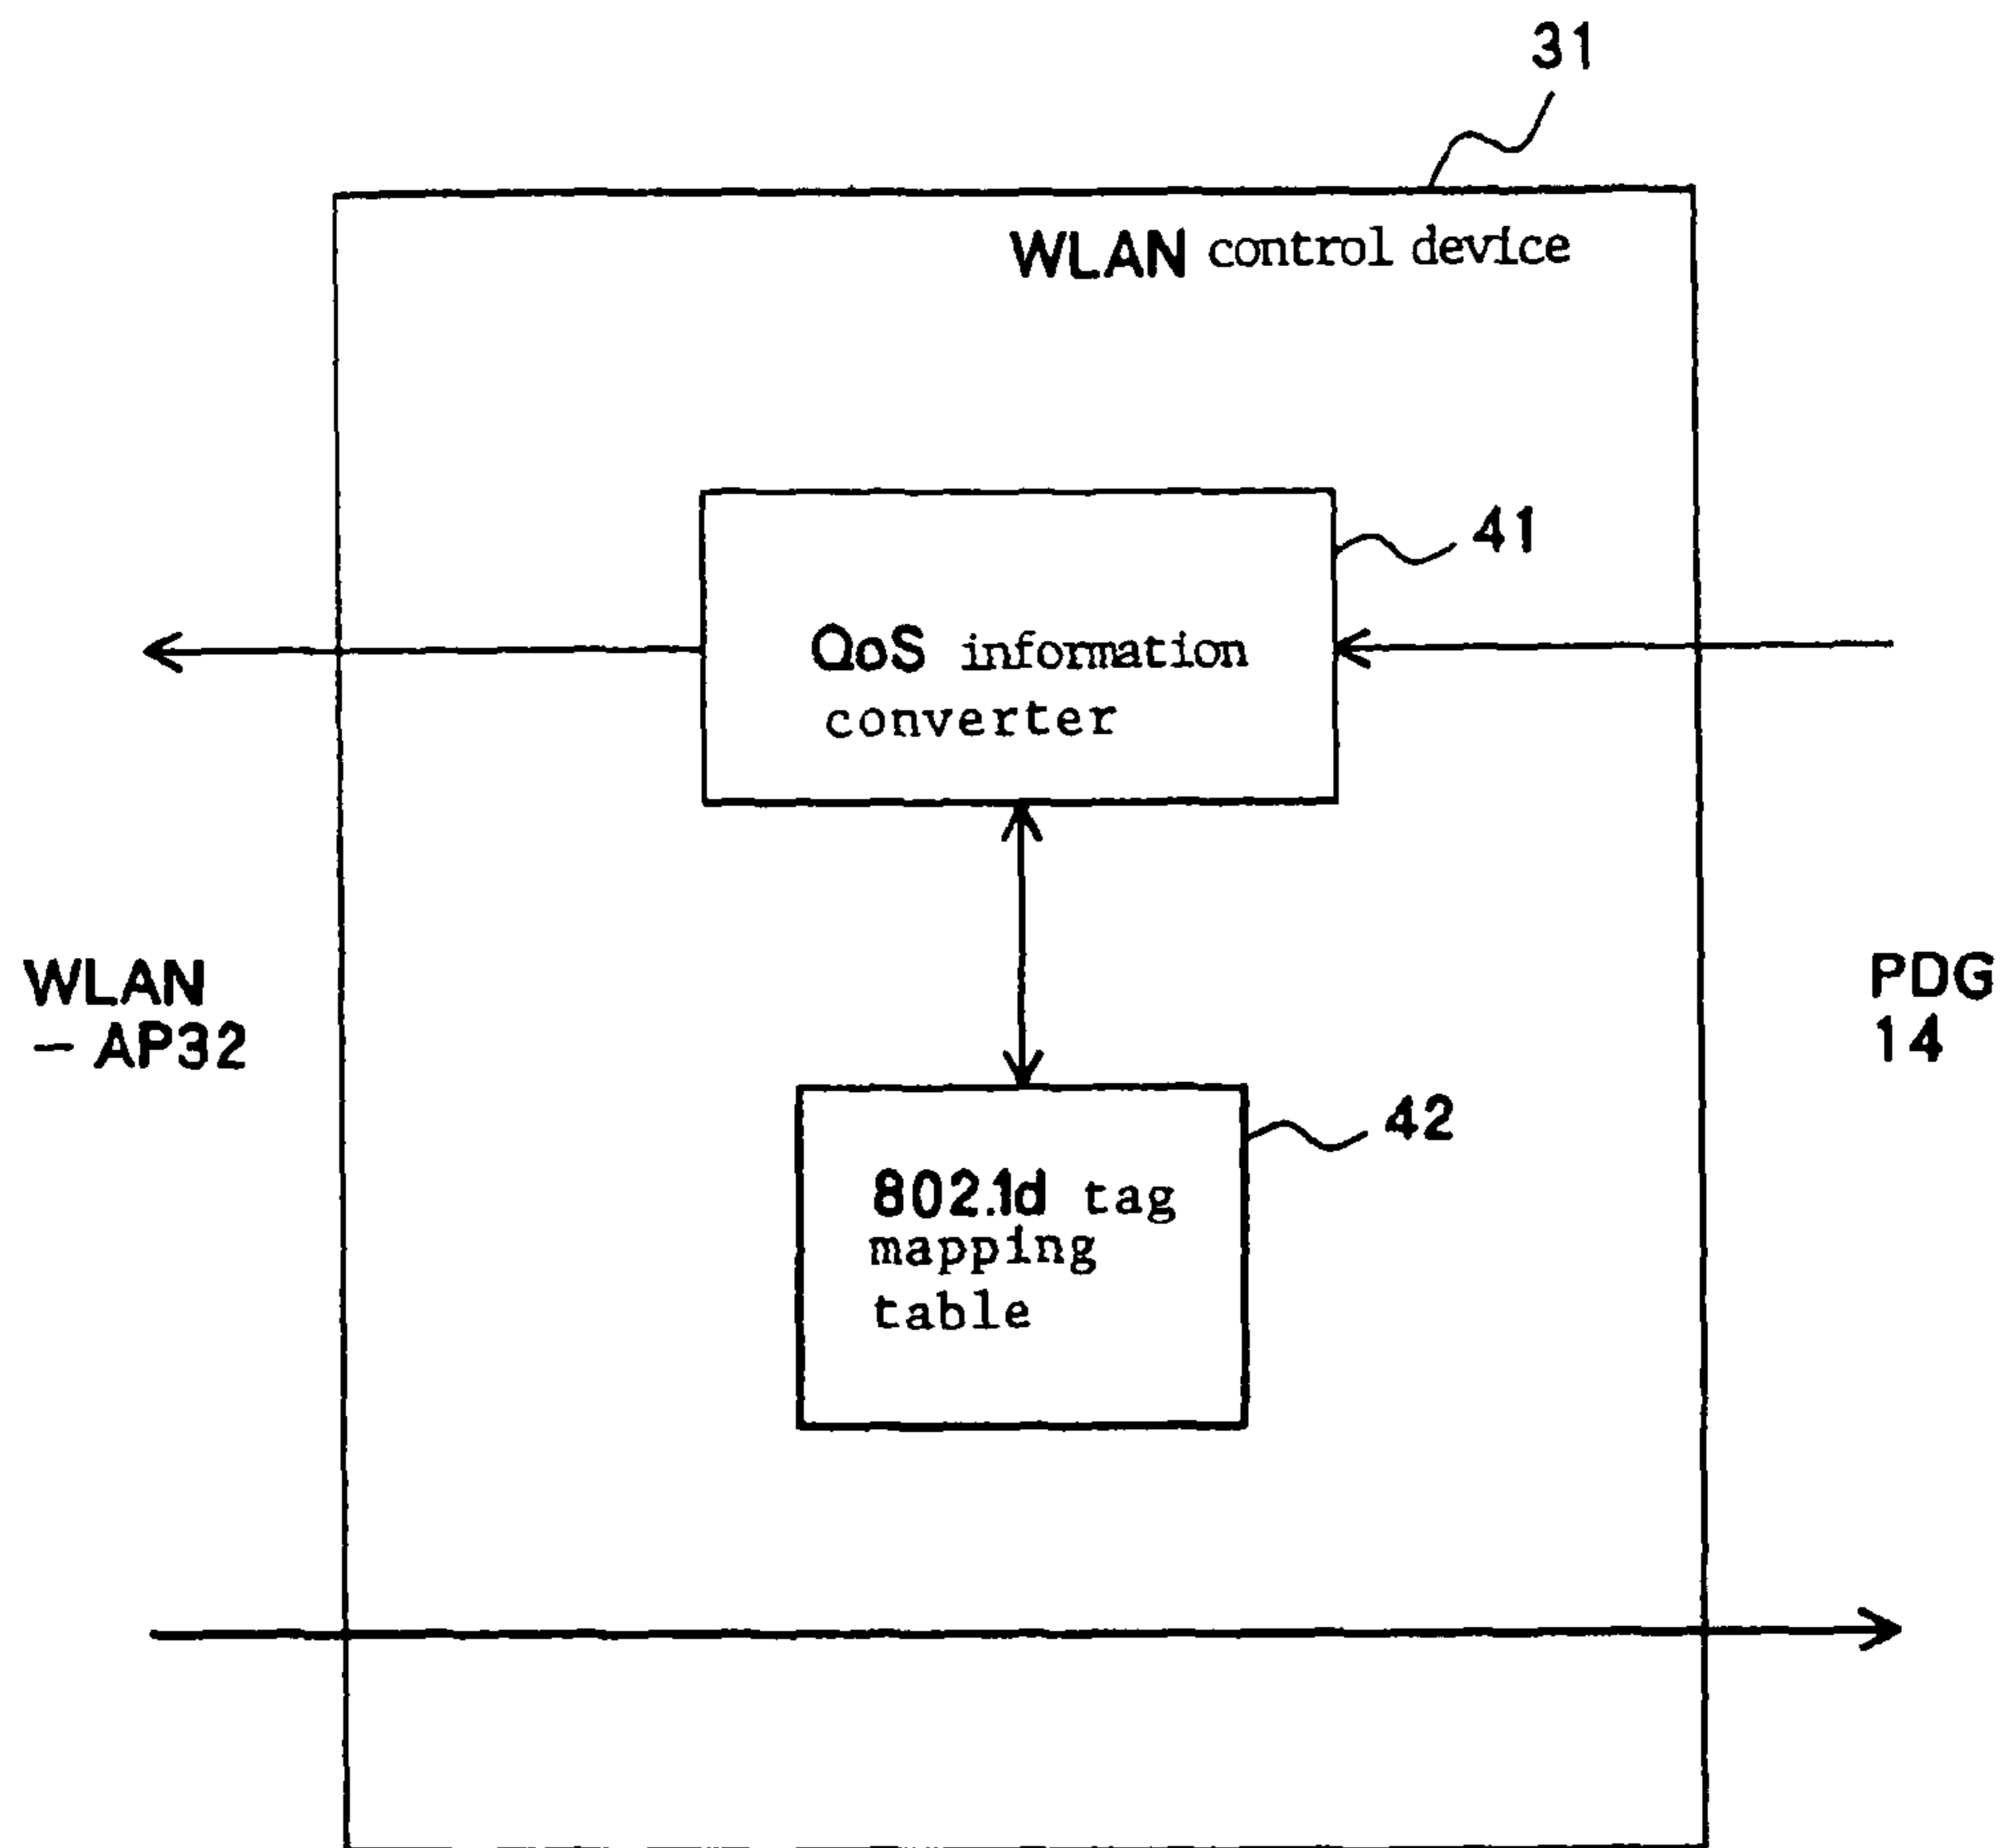 31
WLAN control device
41
QoS information
converter
WLAN
- AP32
PDG
14
42
802.1d tag
mapping
table